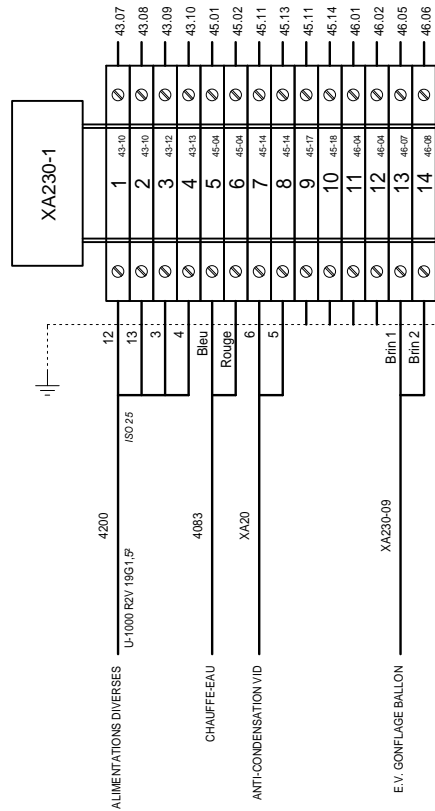 XA230-1
ALIMENTATIONS DIVERSES
4200
U-1000 R2V 19G1,5²
ISO 25
12 1 43-10 43.07
13 2 43-10 43.08
3 3 43-12 43.09
4 4 43-13 43.10
CHAUFFE-EAU
4083
Bleu 5 45-04 45.01
Rouge 6 45-04 45.02
ANTI-CONDENSATION VID
XA20
6 7 45-14 45.11
5 8 45-14 45.13
9 45-17 45.11
10 45-18 45.14
11 46-04 46.01
12 46-04 46.02
E.V. GONFLAGE BALLON
XA230-09
Brin 1 13 46-07 46.05
Brin 2 14 46-08 46.06